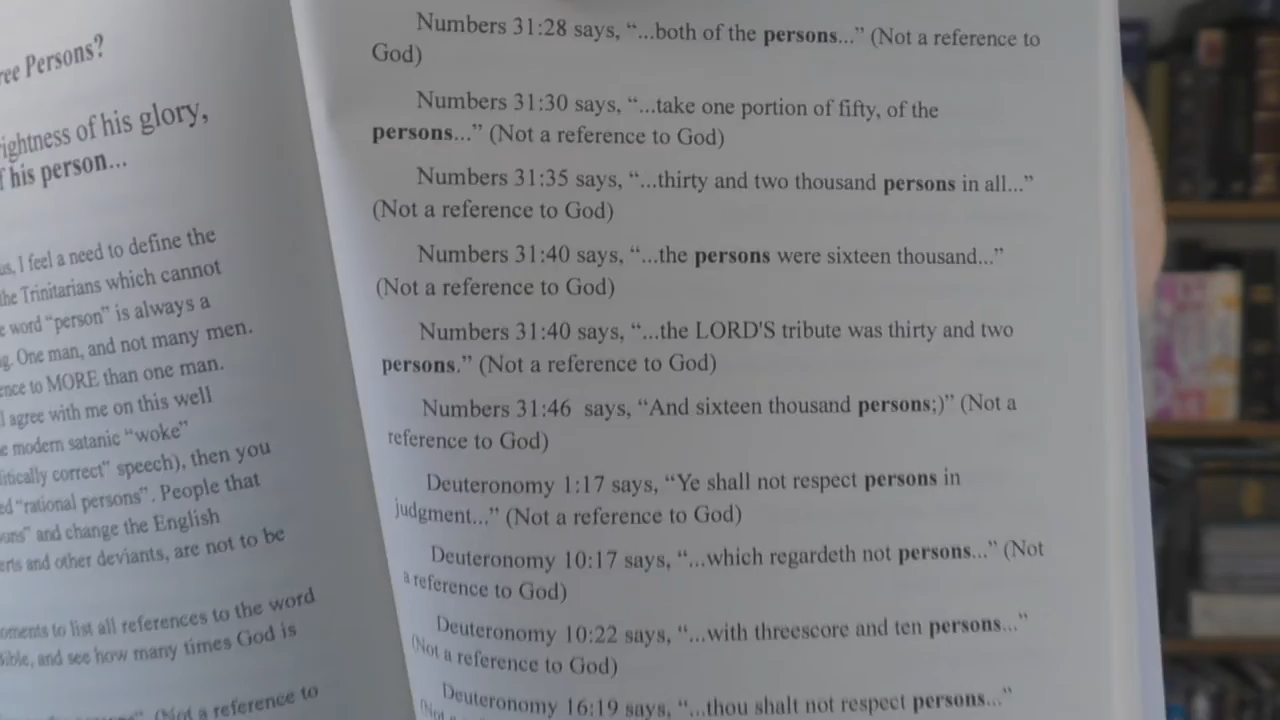 ree Persons?
ightness of his glory,
f his person...
us, I feel a need to define the
the Trinitarians which cannot
e word "person" is always a
g. One man, and not many men.
ence to MORE than one man.
l agree with me on this well
e modern satanic "woke"
itically correct" speech), then you
ed "rational persons". People that
ons" and change the English
erts and other deviants, are not to be
oments to list all references to the word
Bible, and see how many times God is
(Not a reference to
Numbers 31:28 says, "...both of the persons..." (Not a reference to
God)
Numbers 31:30 says, "...take one portion of fifty, of the
persons..." (Not a reference to God)
Numbers 31:35 says, "...thirty and two thousand persons in all..."
(Not a reference to God)
Numbers 31:40 says, "...the persons were sixteen thousand..."
(Not a reference to God)
Numbers 31:40 says, "...the LORD'S tribute was thirty and two
persons." (Not a reference to God)
Numbers 31:46 says, "And sixteen thousand persons;)" (Not a
reference to God)
Deuteronomy 1:17 says, "Ye shall not respect persons in
judgment..." (Not a reference to God)
Deuteronomy 10:17 says, "...which regardeth not persons..." (Not
a reference to God)
Deuteronomy 10:22 says, "...with threescore and ten persons..."
(Not a reference to God)
Deuteronomy 16:19 says, "...thou shalt not respect persons..."
(Not